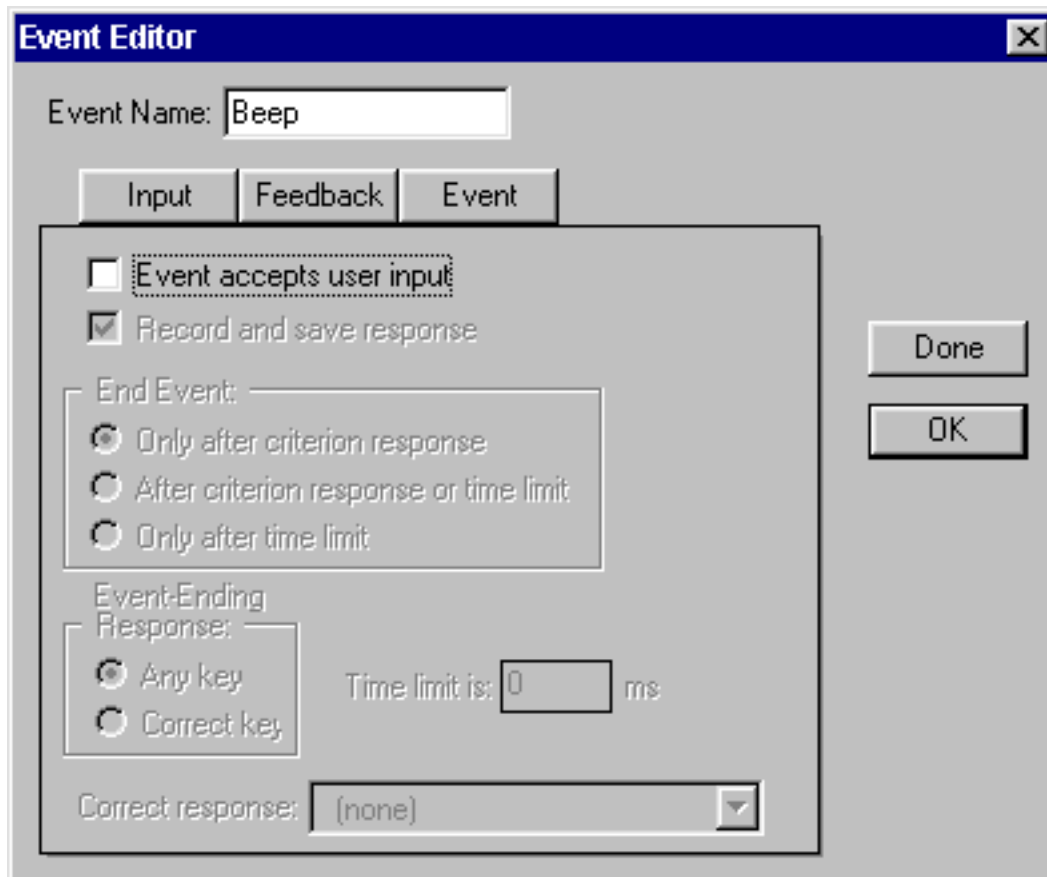 Event Editor
Event Name: Beep
Input Feedback Event
Event accepts user input
Record and save response
Done
End Event:
OK
Only after criterion response
After criterion response or time limit
Only after time limit
Event-Ending
Response:
Any key
Time limit is: 0 ms
Correct key
Correct response: (none)